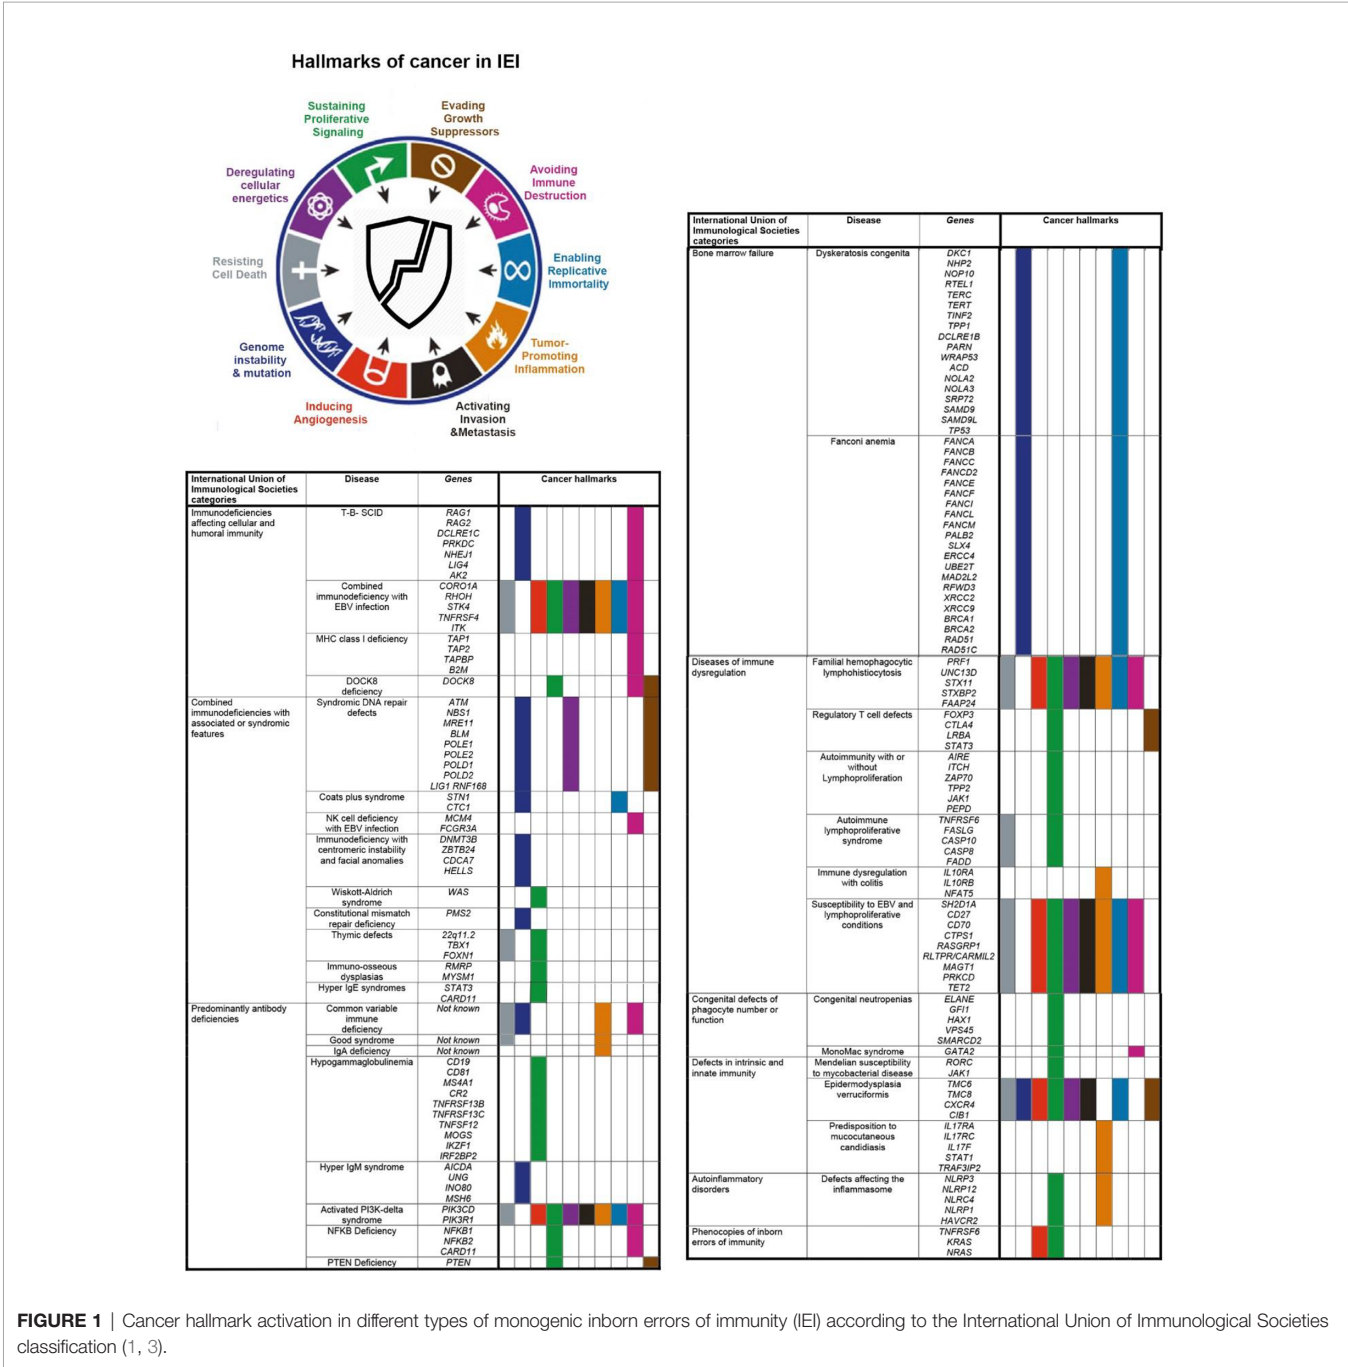 Hallmarks of cancer in IEI
Sustaining
Proliferative
Signaling
Evading
Growth
Suppressors
Deregulating
cellular
energetics
Avoiding
Immune
Destruction
Resisting
Cell Death
Enabling
Replicative
Immortality
Genome
instability
& mutation
Tumor-
Promoting
Inflammation
Inducing
Angiogenesis
Activating
Invasion
&Metastasis
International Union of
Immunological Societies
categories
Disease
Genes
Cancer hallmarks
Immunodeficiencies
affecting cellular and
humoral immunity
T-B- SCID
RAG1
RAG2
DCLRE1C
PRKDC
NHEJ1
LIG4
AK2
Combined
immunodeficiency with
EBV infection
CORO1A
RHOH
STK4
TNFRSF4
ITK
MHC class I deficiency
TAP1
TAP2
TAPBP
B2M
DOCK8
deficiency
DOCK8
Combined
immunodeficiencies with
associated or syndromic
features
Syndromic DNA repair
defects
ATM
NBS1
MRE11
BLM
POLE1
POLE2
POLD1
POLD2
LIG1 RNF168
Coats plus syndrome
STN1
CTC1
NK cell deficiency
with EBV infection
MCM4
FCGR3A
Immunodeficiency with
centromeric instability
and facial anomalies
DNMT3B
ZBTB24
CDCA7
HELLS
Wiskott-Aldrich
syndrome
WAS
Constitutional mismatch
repair deficiency
PMS2
Thymic defects
22q11.2
TBX1
FOXN1
Immuno-osseous
dysplasias
RMRP
MYSM1
Hyper IgE syndromes
STAT3
CARD11
Predominantly antibody
deficiencies
Common variable
immune
deficiency
Not known
Good syndrome
Not known
IgA deficiency
Not known
Hypogammaglobulinemia
CD19
CD81
MS4A1
CR2
TNFRSF13B
TNFRSF13C
TNFSF12
MOGS
IKZF1
IRF2BP2
Hyper IgM syndrome
AICDA
UNG
INO80
MSH6
Activated PI3K-delta
syndrome
PIK3CD
PIK3R1
NFKB Deficiency
NFKB1
NFKB2
CARD11
PTEN Deficiency
PTEN
International Union of
Immunological Societies
categories
Disease
Genes
Cancer hallmarks
Bone marrow failure
Dyskeratosis congenita
DKC1
NHP2
NOP10
RTEL1
TERC
TERT
TINF2
TPP1
DCLRE1B
PARN
WRAP53
ACD
NOLA2
NOLA3
SRP72
SAMD9
SAMD9L
TP53
Fanconi anemia
FANCA
FANCB
FANCC
FANCD2
FANCE
FANCF
FANCI
FANCL
FANCM
PALB2
SLX4
ERCC4
UBE2T
MAD2L2
RFWD3
XRCC2
XRCC9
BRCA1
BRCA2
RAD51
RAD51C
Diseases of immune
dysregulation
Familial hemophagocytic
lymphohistiocytosis
PRF1
UNC13D
STX11
STXBP2
FAAP24
Regulatory T cell defects
FOXP3
CTLA4
LRBA
STAT3
Autoimmunity with or
without
Lymphoproliferation
AIRE
ITCH
ZAP70
TPP2
JAK1
PEPD
Autoimmune
lymphoproliferative
syndrome
TNFRSF6
FASLG
CASP10
CASP8
FADD
Immune dysregulation
with colitis
IL10RA
IL10RB
NFAT5
Susceptibility to EBV and
lymphoproliferative
conditions
SH2D1A
CD27
CD70
CTPS1
RASGRP1
RLTPR/CARMIL2
MAGT1
PRKCD
TET2
Congenital defects of
phagocyte number or
function
Congenital neutropenias
ELANE
GFI1
HAX1
VPS45
SMARCD2
MonoMac syndrome
GATA2
Defects in intrinsic and
innate immunity
Mendelian susceptibility
to mycobacterial disease
RORC
JAK1
Epidermodysplasia
verruciformis
TMC6
TMC8
CXCR4
CIB1
Predisposition to
mucocutaneous
candidiasis
IL17RA
IL17RC
IL17F
STAT1
TRAF3IP2
Autoinflammatory
disorders
Defects affecting the
inflammasome
NLRP3
NLRP12
NLRC4
NLRP1
HAVCR2
Phenocopies of inborn
errors of immunity
TNFRSF6
KRAS
NRAS
FIGURE 1 | Cancer hallmark activation in different types of monogenic inborn errors of immunity (IEI) according to the International Union of Immunological Societies
classification (1, 3).